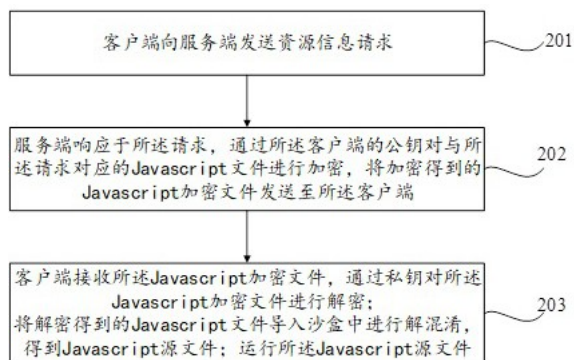 客户端向服务端发送资源信息请求
201
服务端响应于所述请求，通过所述客户端的公钥对与所
述请求对应的Javascript文件进行加密，将加密得到的
Javascript加密文件发送至所述客户端
202
客户端接收所述Javascript加密文件，通过私钥对所述
Javascript加密文件进行解密；
将解密得到的Javascript文件导入沙盒中进行解混淆，
得到Javascript源文件；运行所述Javascript源文件
203